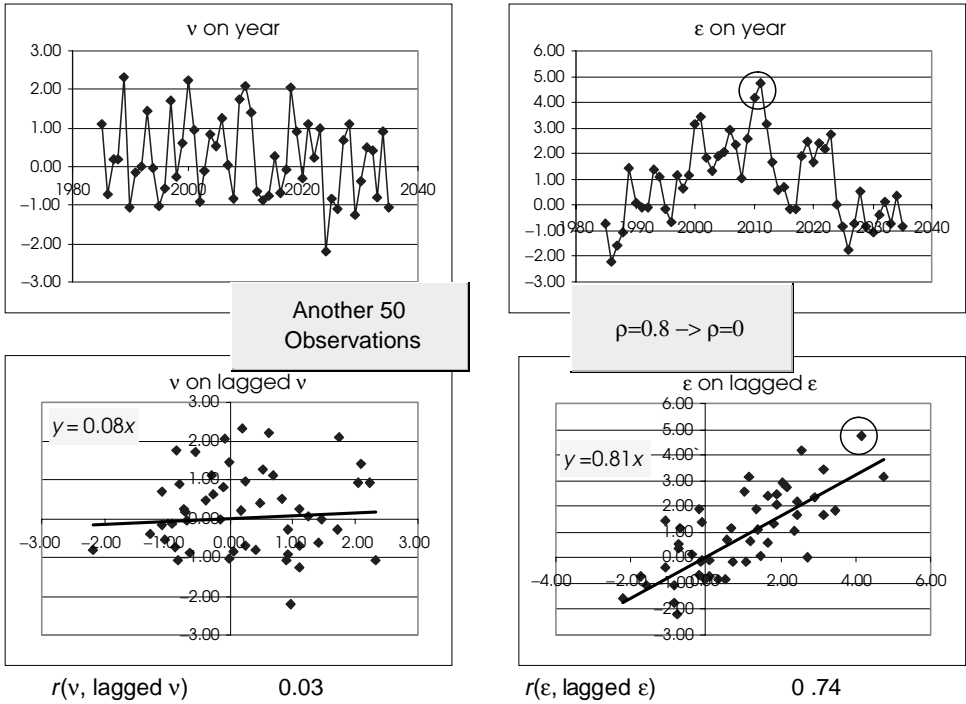 ν on year
3.00
2.00
1.00
0.00
1980 2000 2020 2040
−1.00
−2.00
−3.00
ε on year
6.00
5.00
4.00
3.00
2.00
1.00
0.00
1980 1990 2000 2010 2020 2030 2040
−1.00
−2.00
−3.00
Another 50
Observations
ρ=0.8 −> ρ=0
ν on lagged ν
3.00
y = 0.08x
2.00
1.00
0.00
−3.00 −2.00 −1.00 0.00 1.00 2.00 3.00
−1.00
−2.00
−3.00
ε on lagged ε
6.00
5.00
y =0.81x
4.00`
3.00
2.00
1.00
0.00
−4.00 −2.00 0.00 2.00 4.00 6.00
−1.00
−2.00
−3.00
r(ν, lagged ν) 0.03
r(ε, lagged ε) 0 .74